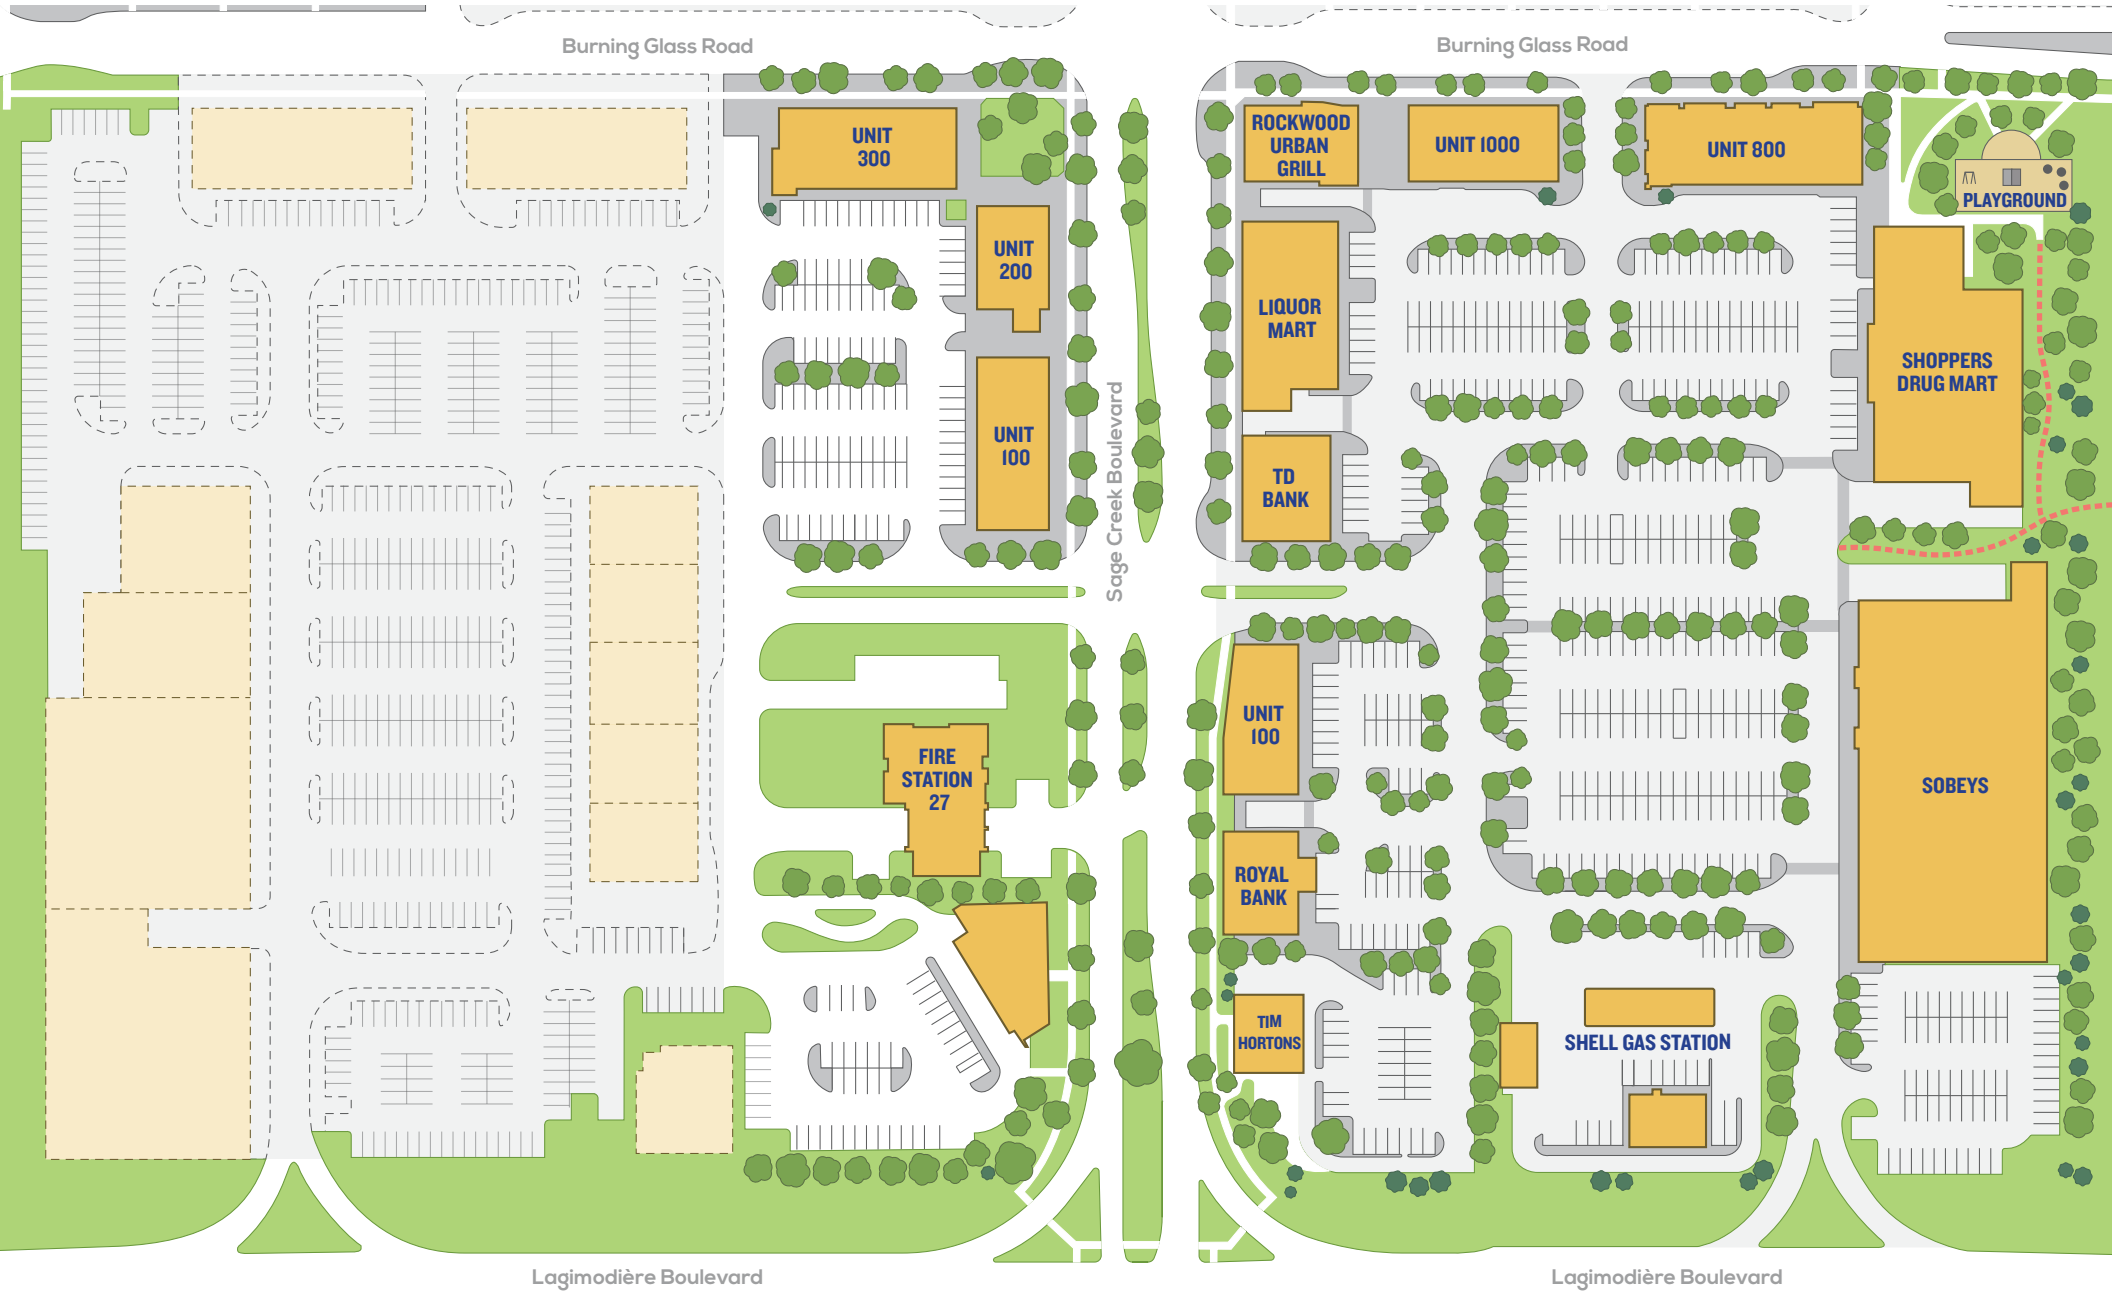 Burning Glass Road
Burning Glass Road
UNIT
300
ROCKWOOD
URBAN
GRILL
UNIT 1000
UNIT 800
PLAYGROUND
UNIT
200
LIQUOR
MART
SHOPPERS
DRUG MART
UNIT
100
TD
BANK
Sage Creek Boulevard
UNIT
100
FIRE
STATION
27
SOBEYS
ROYAL
BANK
TIM
HORTONS
SHELL GAS STATION
Lagimodière Boulevard
Lagimodière Boulevard